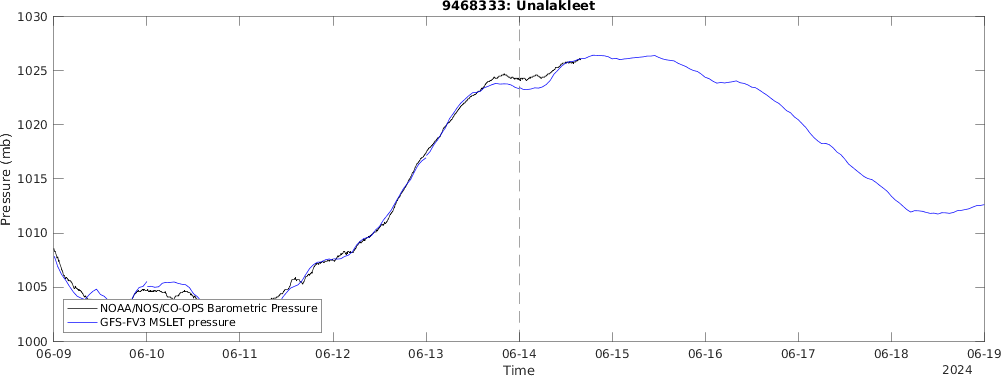 9468333: Unalakleet
1030
1025
1020
1015
1010
1005
1000
Pressure (mb)
NOAA/NOS/CO-OPS Barometric Pressure
GFS-FV3 MSLET pressure
06-09 06-10 06-11 06-12 06-13 06-14 06-15 06-16 06-17 06-18 06-19
Time
2024